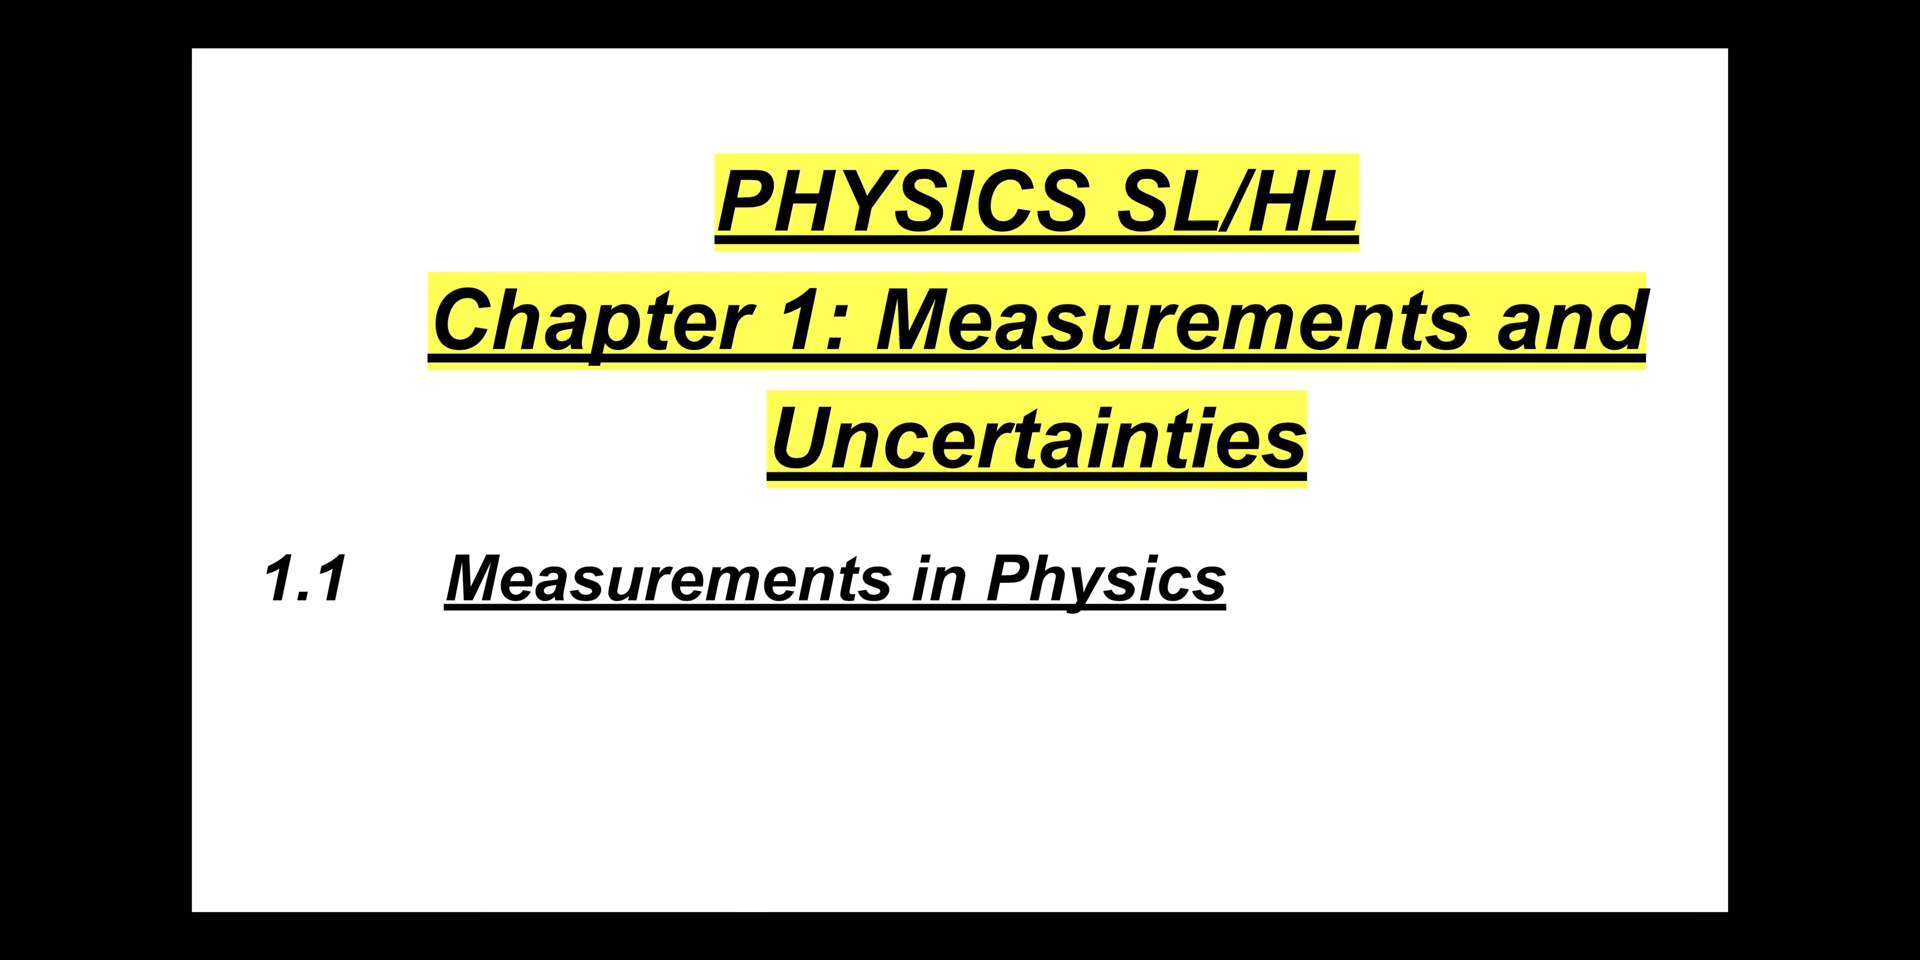 PHYSICS SL/HL
Chapter 1: Measurements and
Uncertainties
1.1 Measurements in Physics